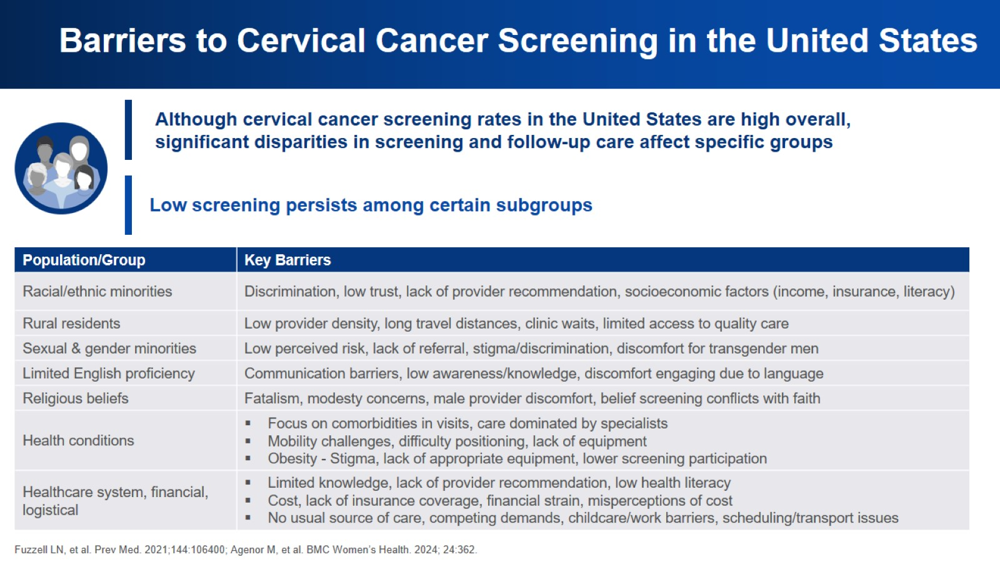 Barriers to Cervical Cancer Screening in the United States
Although cervical cancer screening rates in the United States are high overall,
significant disparities in screening and follow-up care affect specific groups
Low screening persists among certain subgroups
Population/Group
Key Barriers
Racial/ethnic minorities
Discrimination, low trust, lack of provider recommendation, socioeconomic factors (income, insurance, literacy)
Rural residents
Low provider density, long travel distances, clinic waits, limited access to quality care
Sexual & gender minorities
Low perceived risk, lack of referral, stigma/discrimination, discomfort for transgender men
Limited English proficiency
Communication barriers, low awareness/knowledge, discomfort engaging due to language
Religious beliefs
Fatalism, modesty concerns, male provider discomfort, belief screening conflicts with faith
Health conditions
▪ Focus on comorbidities in visits, care dominated by specialists
▪ Mobility challenges, difficulty positioning, lack of equipment
▪ Obesity - Stigma, lack of appropriate equipment, lower screening participation
Healthcare system, financial,
logistical
▪ Limited knowledge, lack of provider recommendation, low health literacy
▪ Cost, lack of insurance coverage, financial strain, misperceptions of cost
▪ No usual source of care, competing demands, childcare/work barriers, scheduling/transport issues
Fuzzell LN, et al. Prev Med. 2021;144:106400; Agenor M, et al. BMC Women's Health. 2024; 24:362.